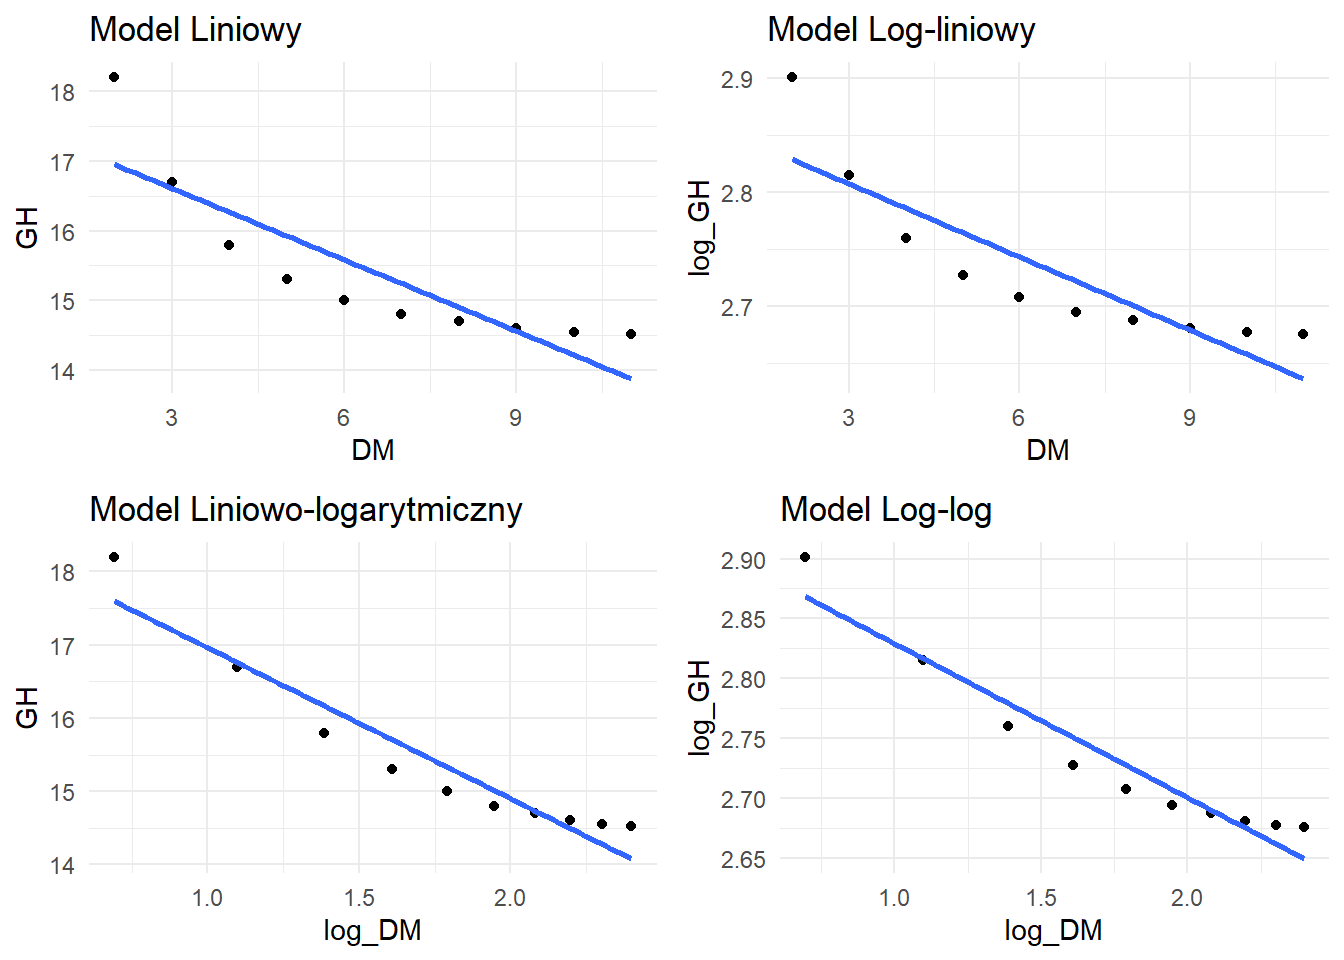 Model Liniowy
18
17
16
15
14
GH
3 6 9
DM
Model Log-liniowy
2.9
2.8
2.7
log_GH
3 6 9
DM
Model Liniowo-logarytmiczny
18
17
16
15
14
GH
1.0 1.5 2.0
log_DM
Model Log-log
2.90
2.85
2.80
2.75
2.70
2.65
log_GH
1.0 1.5 2.0
log_DM